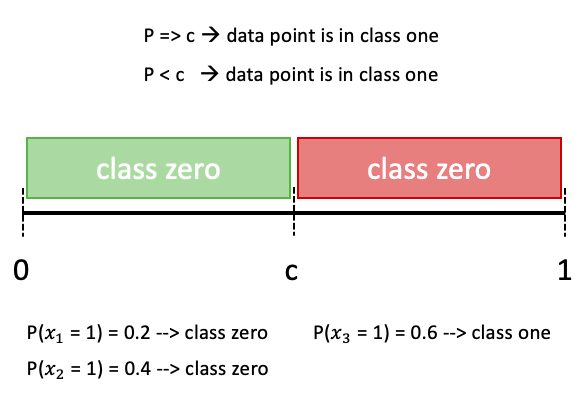 P => c → data point is in class one
P < c → data point is in class one
class zero class zero
0 c 1
P(x₁ = 1) = 0.2 --> class zero P(x₃ = 1) = 0.6 --> class one
P(x₂ = 1) = 0.4 --> class zero